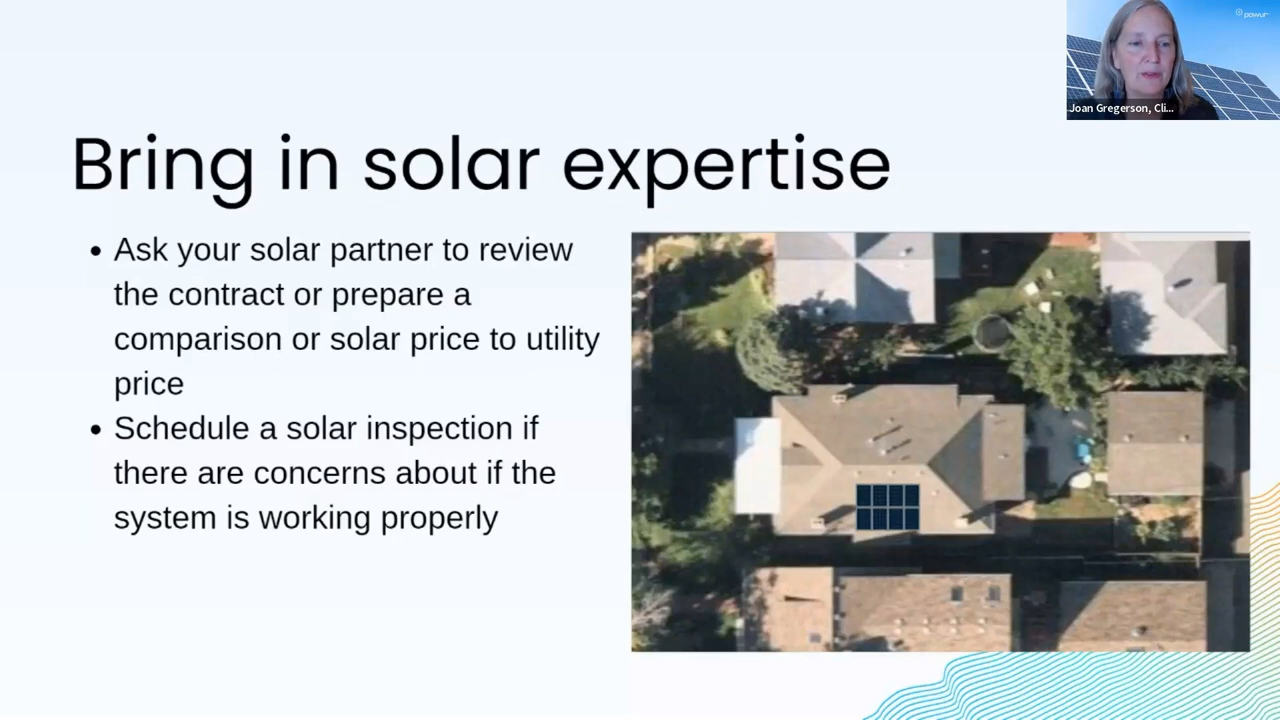 powur
Joan Gregerson, Cli...
Bring in solar expertise
• Ask your solar partner to review
the contract or prepare a
comparison or solar price to utility
price
• Schedule a solar inspection if
there are concerns about if the
system is working properly